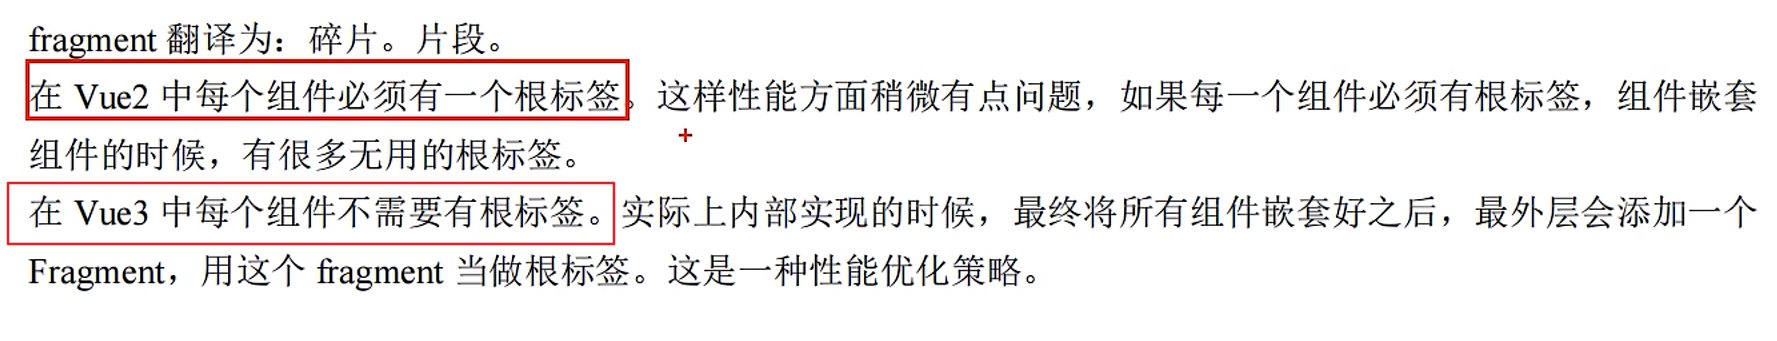 fragment 翻译为：碎片。片段。
在 Vue2 中每个组件必须有一个根标签。这样性能方面稍微有点问题，如果每一个组件必须有根标签，组件嵌套
组件的时候，有很多无用的根标签。
在 Vue3 中每个组件不需要有根标签。实际上内部实现的时候，最终将所有组件嵌套好之后，最外层会添加一个
Fragment，用这个 fragment 当做根标签。这是一种性能优化策略。